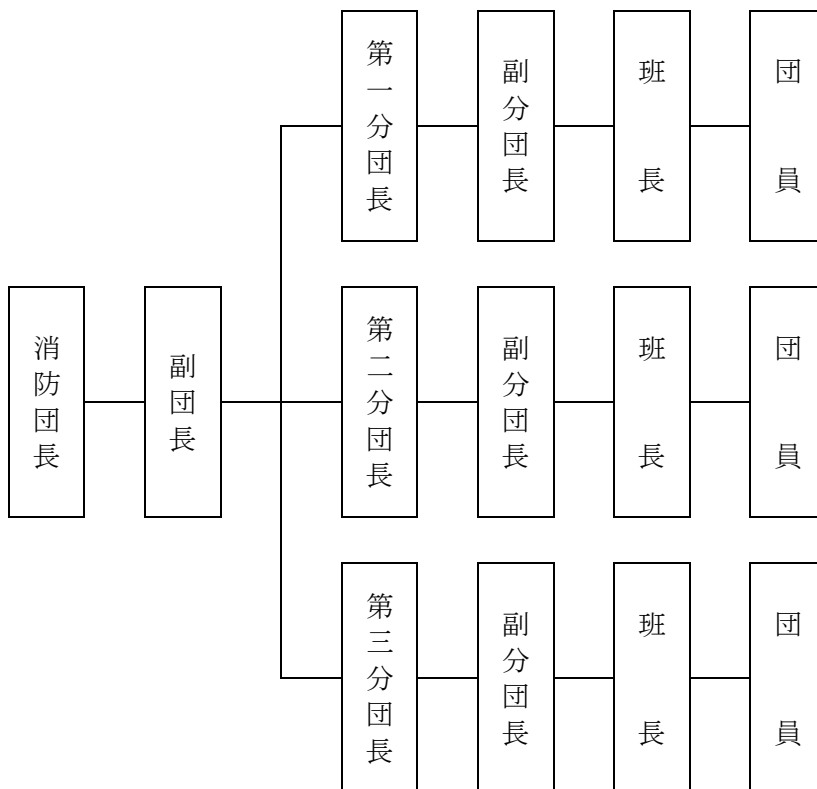 第一分団長
副分団長
班長
団員
消防団長
副団長
第二分団長
副分団長
班長
団員
第三分団長
副分団長
班長
団員